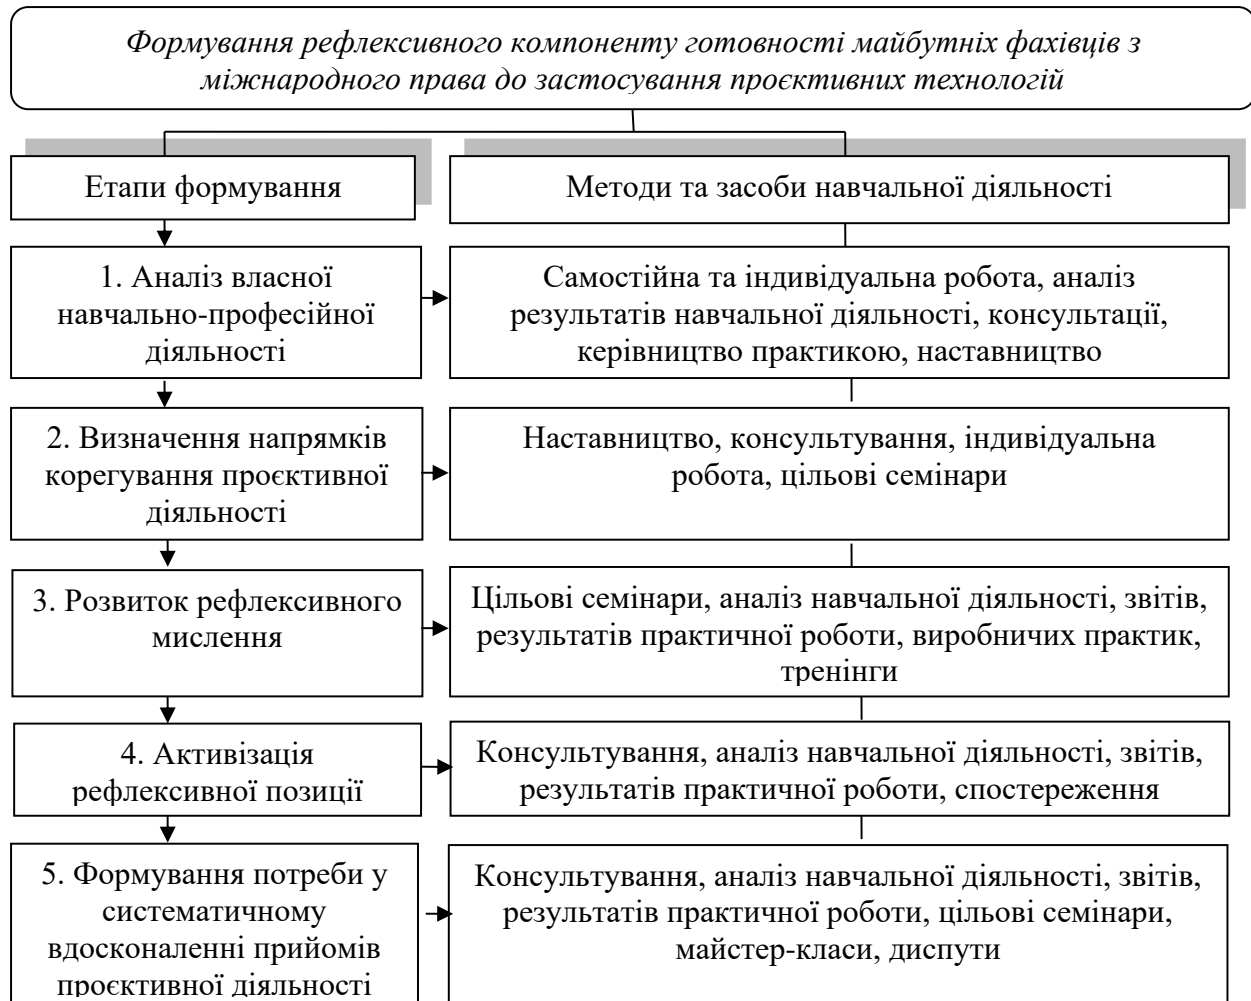 Формування рефлексивного компоненту готовності майбутніх фахівців з
міжнародного права до застосування проєктивних технологій
Етапи формування
Методи та засоби навчальної діяльності
1. Аналіз власної
навчально-професійної
діяльності
Самостійна та індивідуальна робота, аналіз
результатів навчальної діяльності, консультації,
керівництво практикою, наставництво
2. Визначення напрямків
корегування проєктивної
діяльності
Наставництво, консультування, індивідуальна
робота, цільові семінари
3. Розвиток рефлексивного
мислення
Цільові семінари, аналіз навчальної діяльності, звітів,
результатів практичної роботи, виробничих практик,
тренінги
4. Активізація
рефлексивної позиції
Консультування, аналіз навчальної діяльності, звітів,
результатів практичної роботи, спостереження
5. Формування потреби у
систематичному
вдосконаленні прийомів
проєктивної діяльності
Консультування, аналіз навчальної діяльності, звітів,
результатів практичної роботи, цільові семінари,
майстер-класи, диспути